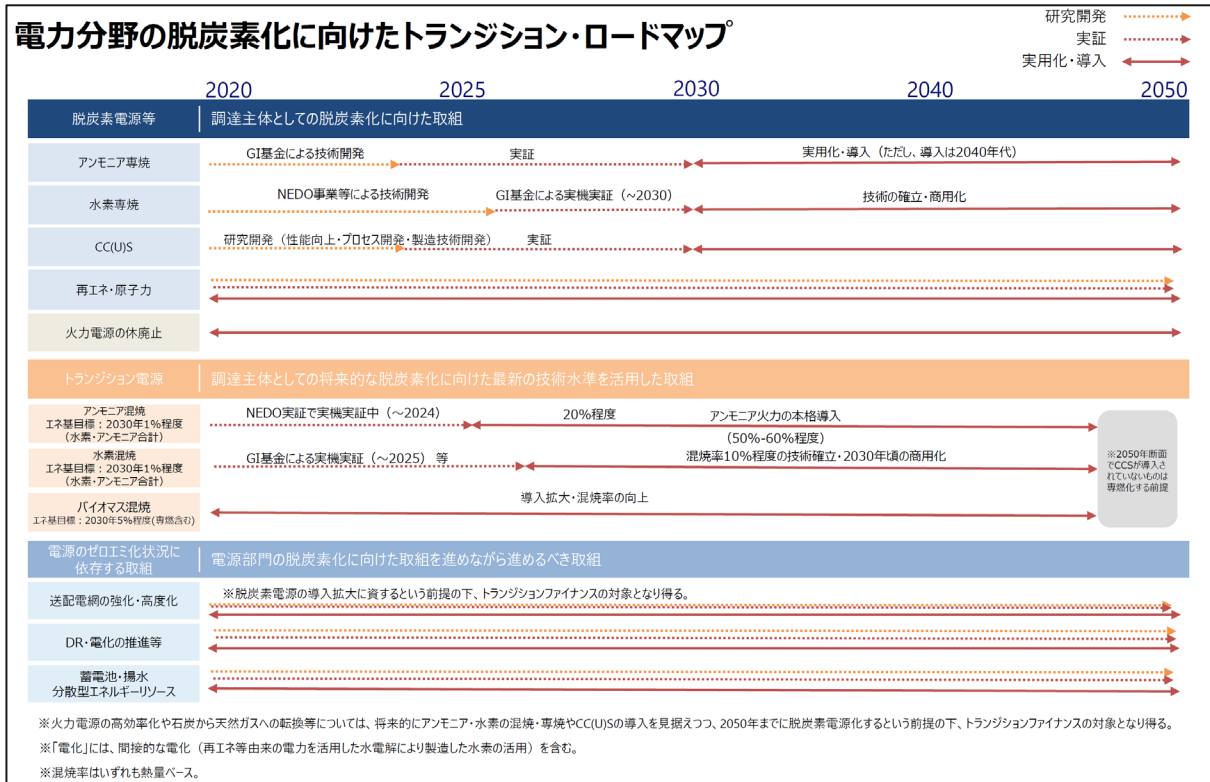 電力分野の脱炭素化に向けたトランジション・ロードマップ
研究開発
実証
実用化・導入
2020 2025 2030 2040 2050
脱炭素電源等 調達主体としての脱炭素化に向けた取組
アンモニア専焼 GI基金による技術開発 実証 実用化・導入（ただし、導入は2040年代）
水素専焼 NEDO事業等による技術開発 GI基金による実機実証（~2030） 技術の確立・商用化
CC(U)S 研究開発（性能向上・プロセス開発・製造技術開発） 実証
再エネ・原子力
火力電源の休廃止
トランジション電源 調達主体としての将来的な脱炭素化に向けた最新の技術水準を活用した取組
アンモニア混焼
エネ基目標：2030年1%程度
（水素・アンモニア合計）
NEDO実証で実機実証中（～2024） 20%程度 アンモニア火力の本格導入
（50%-60%程度）
水素混焼
エネ基目標：2030年1%程度
（水素・アンモニア合計）
GI基金による実機実証（~2025）等 混焼率10%程度の技術確立・2030年頃の商用化
バイオマス混焼
エネ基目標：2030年5%程度(専燃含む)
導入拡大・混焼率の向上
※2050年断面
でCCSが導入さ
れていないものは
専燃化する前提
電源のゼロエミ化状況に
依存する取組
電源部門の脱炭素化に向けた取組を進めながら進めるべき取組
送配電網の強化・高度化 ※脱炭素電源の導入拡大に資するという前提の下、トランジションファイナンスの対象となり得る。
DR・電化の推進等
蓄電池・揚水
分散型エネルギーリソース
※火力電源の高効率化や石炭から天然ガスへの転換等については、将来的にアンモニア・水素の混焼・専焼やCC(U)Sの導入を見据えつつ、2050年までに脱炭素電源化するという前提の下、トランジションファイナンスの対象となり得る。
※「電化」には、間接的な電化（再エネ等由来の電力を活用した水電解により製造した水素の活用）を含む。
※混焼率はいずれも熱量ベース。